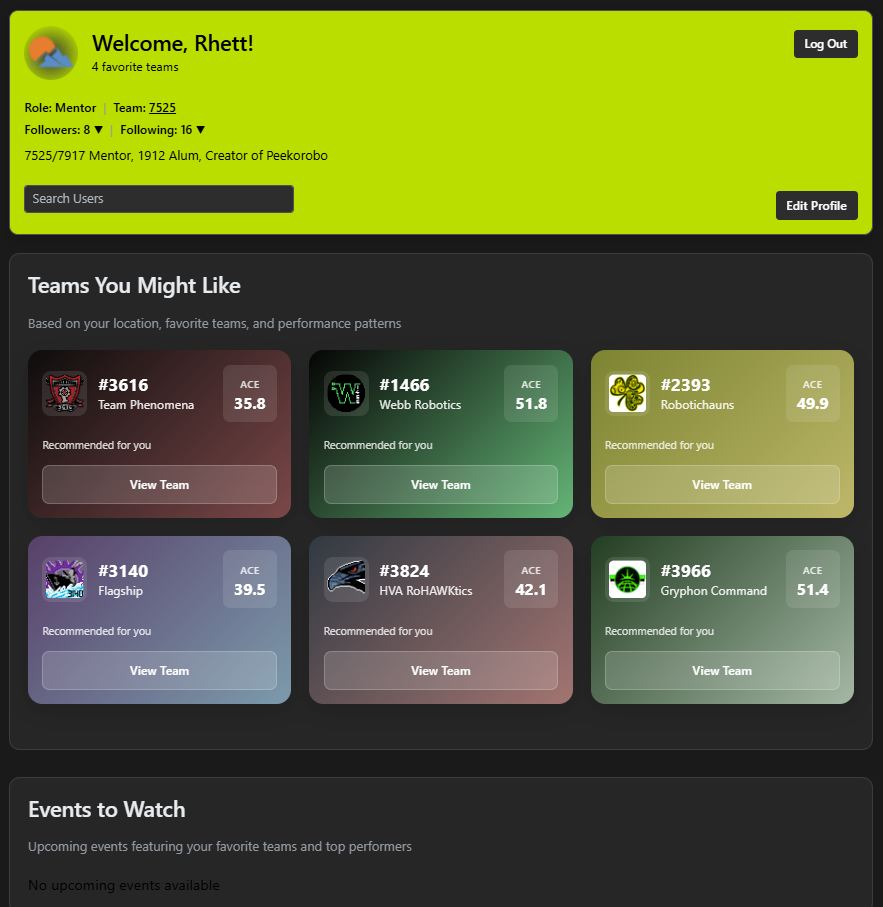 Welcome, Rhett!
4 favorite teams
Log Out
Role: Mentor | Team: 7525
Followers: 8 ▼ | Following: 16 ▼
7525/7917 Mentor, 1912 Alum, Creator of Peekorobo
Search Users
Edit Profile
Teams You Might Like
Based on your location, favorite teams, and performance patterns
#3616
Team Phenomena
ACE
35.8
Recommended for you
View Team
#1466
Webb Robotics
ACE
51.8
Recommended for you
View Team
#2393
Robotichauns
ACE
49.9
Recommended for you
View Team
#3140
Flagship
ACE
39.5
Recommended for you
View Team
#3824
HVA RoHAWKtics
ACE
42.1
Recommended for you
View Team
#3966
Gryphon Command
ACE
51.4
Recommended for you
View Team
Events to Watch
Upcoming events featuring your favorite teams and top performers
No upcoming events available